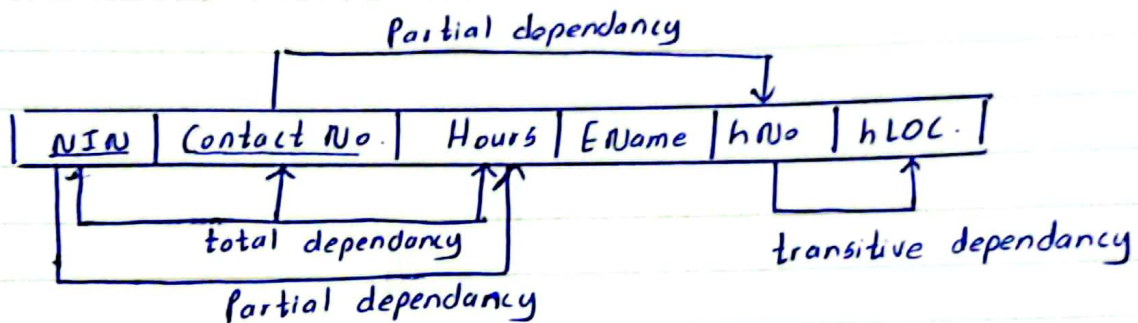 Partial dependancy
NIN Contact No. Hours EName hNo hLOC.
total dependancy
transitive dependancy
Partial dependancy